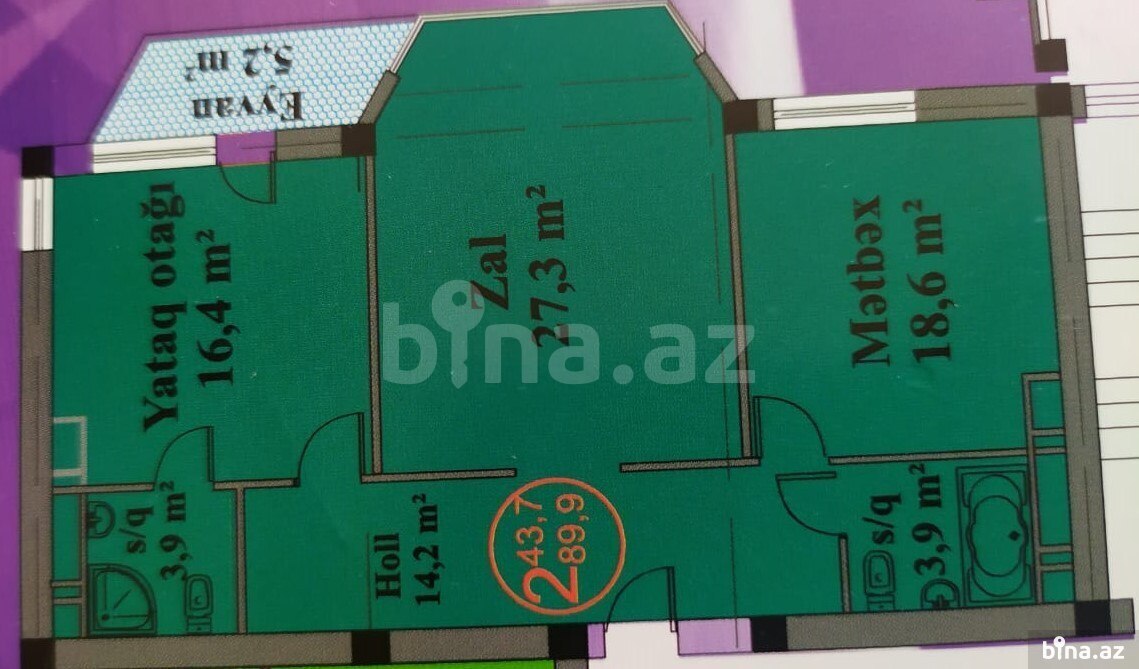 Eyvan
5,2 m²
Yataq otağı
16,4 m²
Zal
27,3 m²
Mətbəx
18,6 m²
s/q
3,9 m²
Holl
14,2 m²
2
43,7
89,9
s/q
3,9 m²
bina.az
bina.az